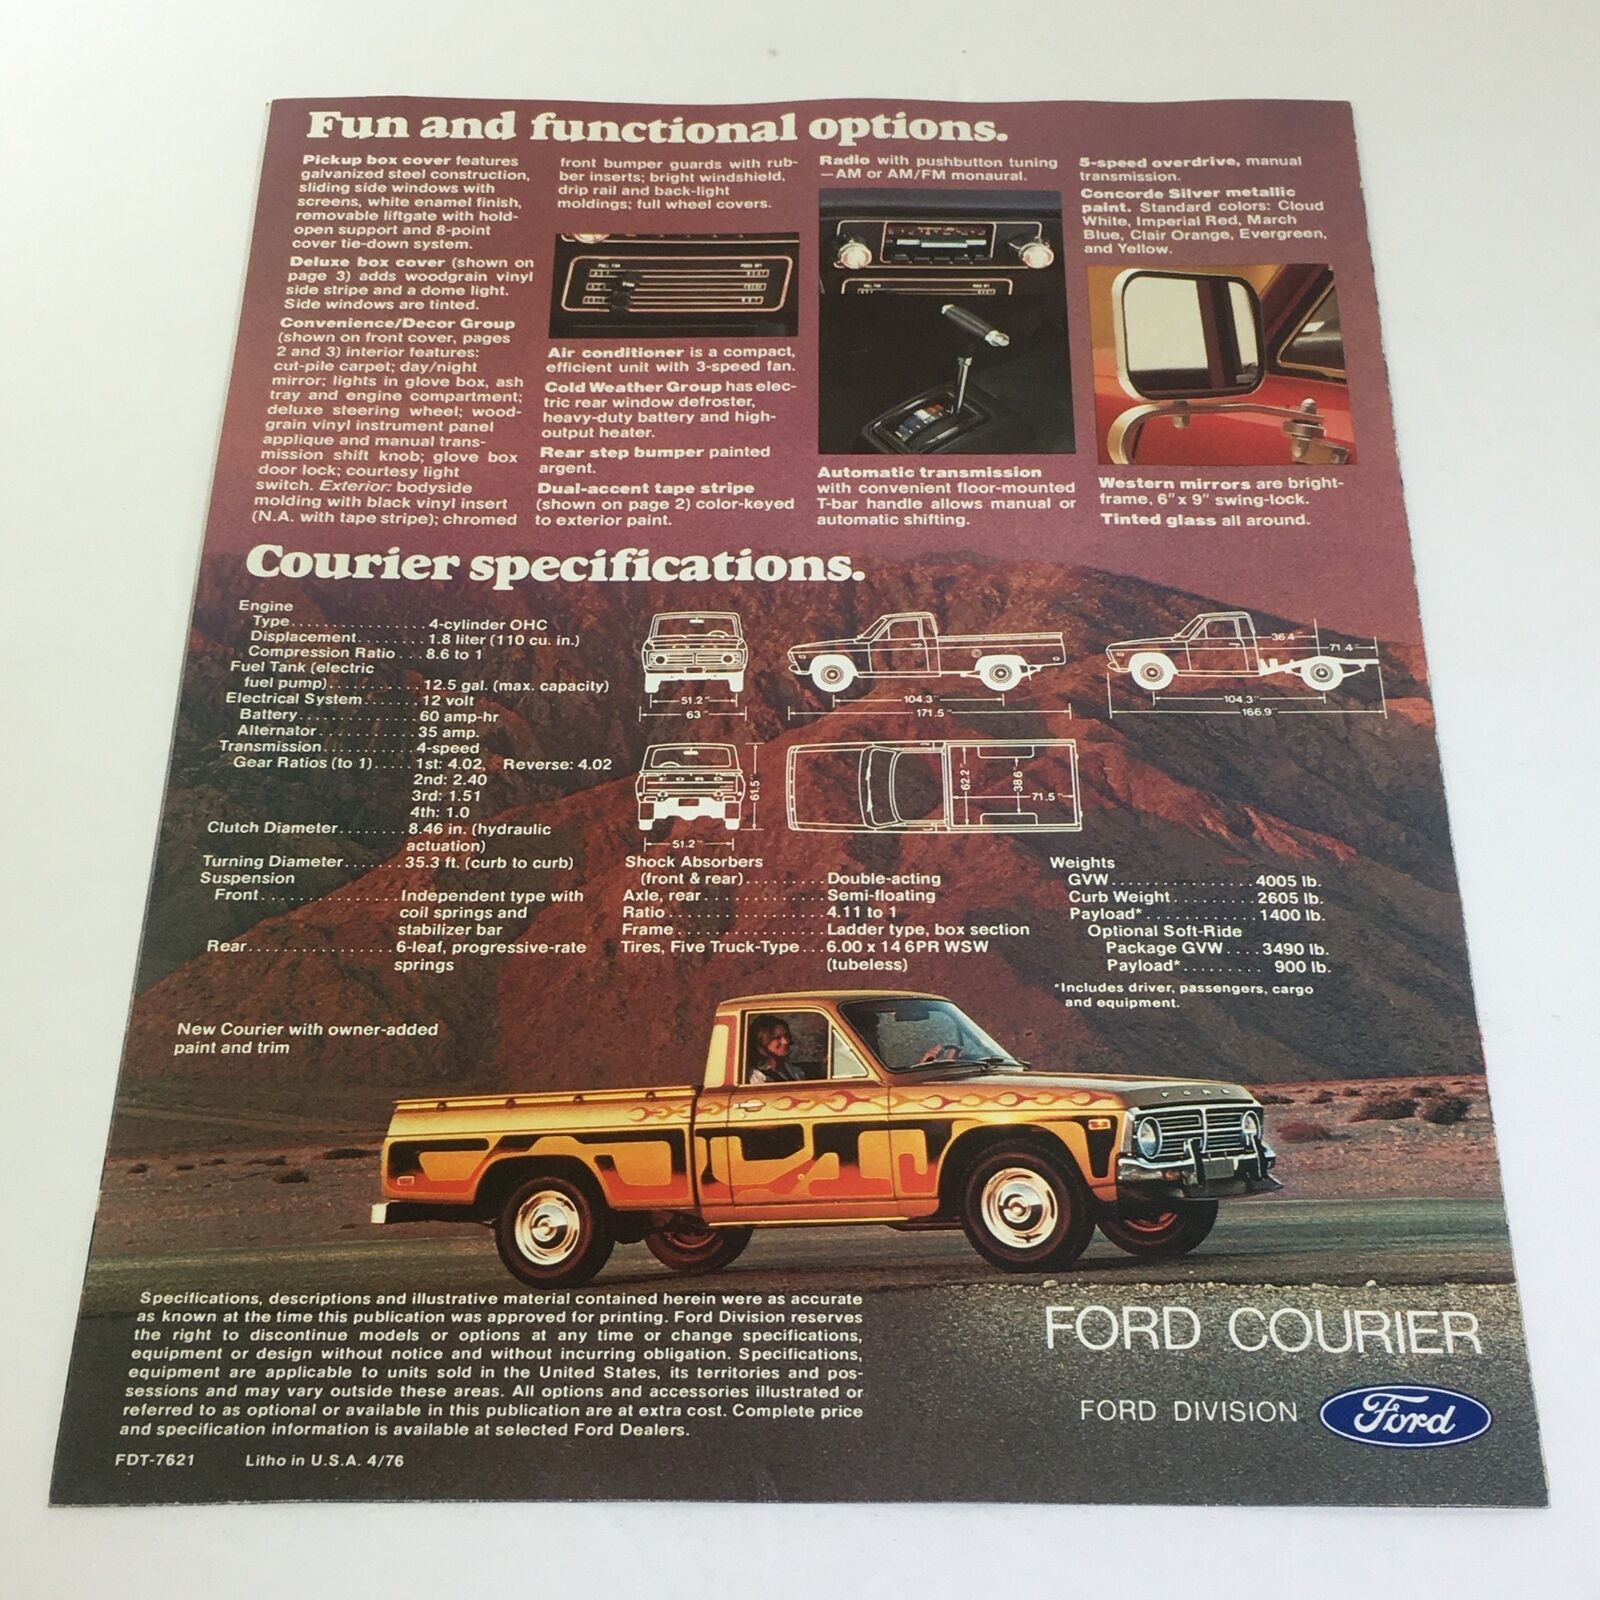 Fun and functional options.
Pickup box cover features
galvanized steel construction,
sliding side windows with
screens, white enamel finish,
removable liftgate with hold-
open support and 8-point
cover tie-down system.
Deluxe box cover (shown on
page 3) adds woodgrain vinyl
side stripe and a dome light.
Side windows are tinted.
Convenience/Decor Group
(shown on front cover, pages
2 and 3) interior features:
cut-pile carpet; day/night
mirror; lights in glove box, ash
tray and engine compartment;
deluxe steering wheel; wood-
grain vinyl instrument panel
applique and manual trans-
mission shift knob; glove box
door lock; courtesy light
switch. Exterior: bodyside
molding with black vinyl insert
(N.A. with tape stripe); chromed
front bumper guards with rub-
ber inserts; bright windshield,
drip rail and back-light
moldings; full wheel covers.
Air conditioner is a compact,
efficient unit with 3-speed fan.
Cold Weather Group has elec-
tric rear window defroster,
heavy-duty battery and high-
output heater.
Rear step bumper painted
argent.
Dual-accent tape stripe
(shown on page 2) color-keyed
to exterior paint.
Radio with pushbutton tuning
—AM or AM/FM monaural.
Automatic transmission
with convenient floor-mounted
T-bar handle allows manual or
automatic shifting.
5-speed overdrive, manual
transmission.
Concorde Silver metallic
paint. Standard colors: Cloud
White, Imperial Red, March
Blue, Clair Orange, Evergreen,
and Yellow.
Western mirrors are bright-
frame, 6" x 9" swing-lock.
Tinted glass all around.
Courier specifications.
Engine
Type................4-cylinder OHC
Displacement........1.8 liter (110 cu. in.)
Compression Ratio...8.6 to 1
Fuel Tank (electric
fuel pump)...........12.5 gal. (max. capacity)
Electrical System......12 volt
Battery..............60 amp-hr
Alternator...........35 amp.
Transmission...........4-speed
Gear Ratios (to 1).....1st: 4.02, Reverse: 4.02
2nd: 2.40
3rd: 1.51
4th: 1.0
Clutch Diameter........8.46 in. (hydraulic
actuation)
Turning Diameter.......35.3 ft. (curb to curb)
Suspension
Front................Independent type with
coil springs and
stabilizer bar
Rear.................6-leaf, progressive-rate
springs
51.2"
63"
104.3"
171.5"
36.4"
71.4"
104.3"
166.9"
FORD
61.5"
51.2"
62.2"
38.6"
71.5"
Shock Absorbers
(front & rear).........Double-acting
Axle, rear..............Semi-floating
Ratio..................4.11 to 1
Frame.................Ladder type, box section
Tires, Five Truck-Type...6.00 x 14 6PR WSW
(tubeless)
Weights
GVW...............4005 lb.
Curb Weight.........2605 lb.
Payload*............1400 lb.
Optional Soft-Ride
Package GVW....3490 lb.
Payload*.........900 lb.
*Includes driver, passengers, cargo
and equipment.
New Courier with owner-added
paint and trim
FORD
Specifications, descriptions and illustrative material contained herein were as accurate
as known at the time this publication was approved for printing. Ford Division reserves
the right to discontinue models or options at any time or change specifications,
equipment or design without notice and without incurring obligation. Specifications,
equipment are applicable to units sold in the United States, its territories and pos-
sessions and may vary outside these areas. All options and accessories illustrated or
referred to as optional or available in this publication are at extra cost. Complete price
and specification information is available at selected Ford Dealers.
FDT-7621 Litho in U.S.A. 4/76
FORD COURIER
FORD DIVISION Ford